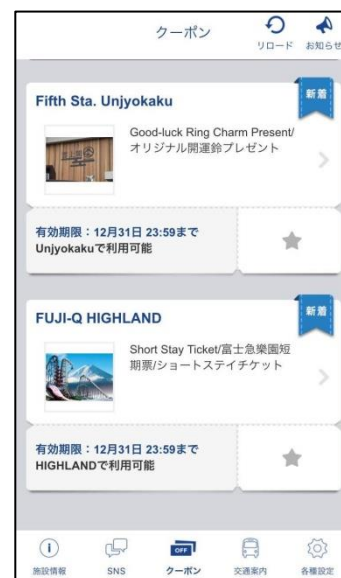 クーポン
リロード
お知らせ
新着
Fifth Sta. Unjyokaku
Good-luck Ring Charm Present/
オリジナル開運鈴プレゼント
有効期限：12月31日 23:59まで
Unjyokakuで利用可能
新着
FUJI-Q HIGHLAND
Short Stay Ticket/富士急樂園短
期票/ショートステイチケット
有効期限：12月31日 23:59まで
HIGHLANDで利用可能
OFF
施設情報
SNS
クーポン
交通案内
各種設定